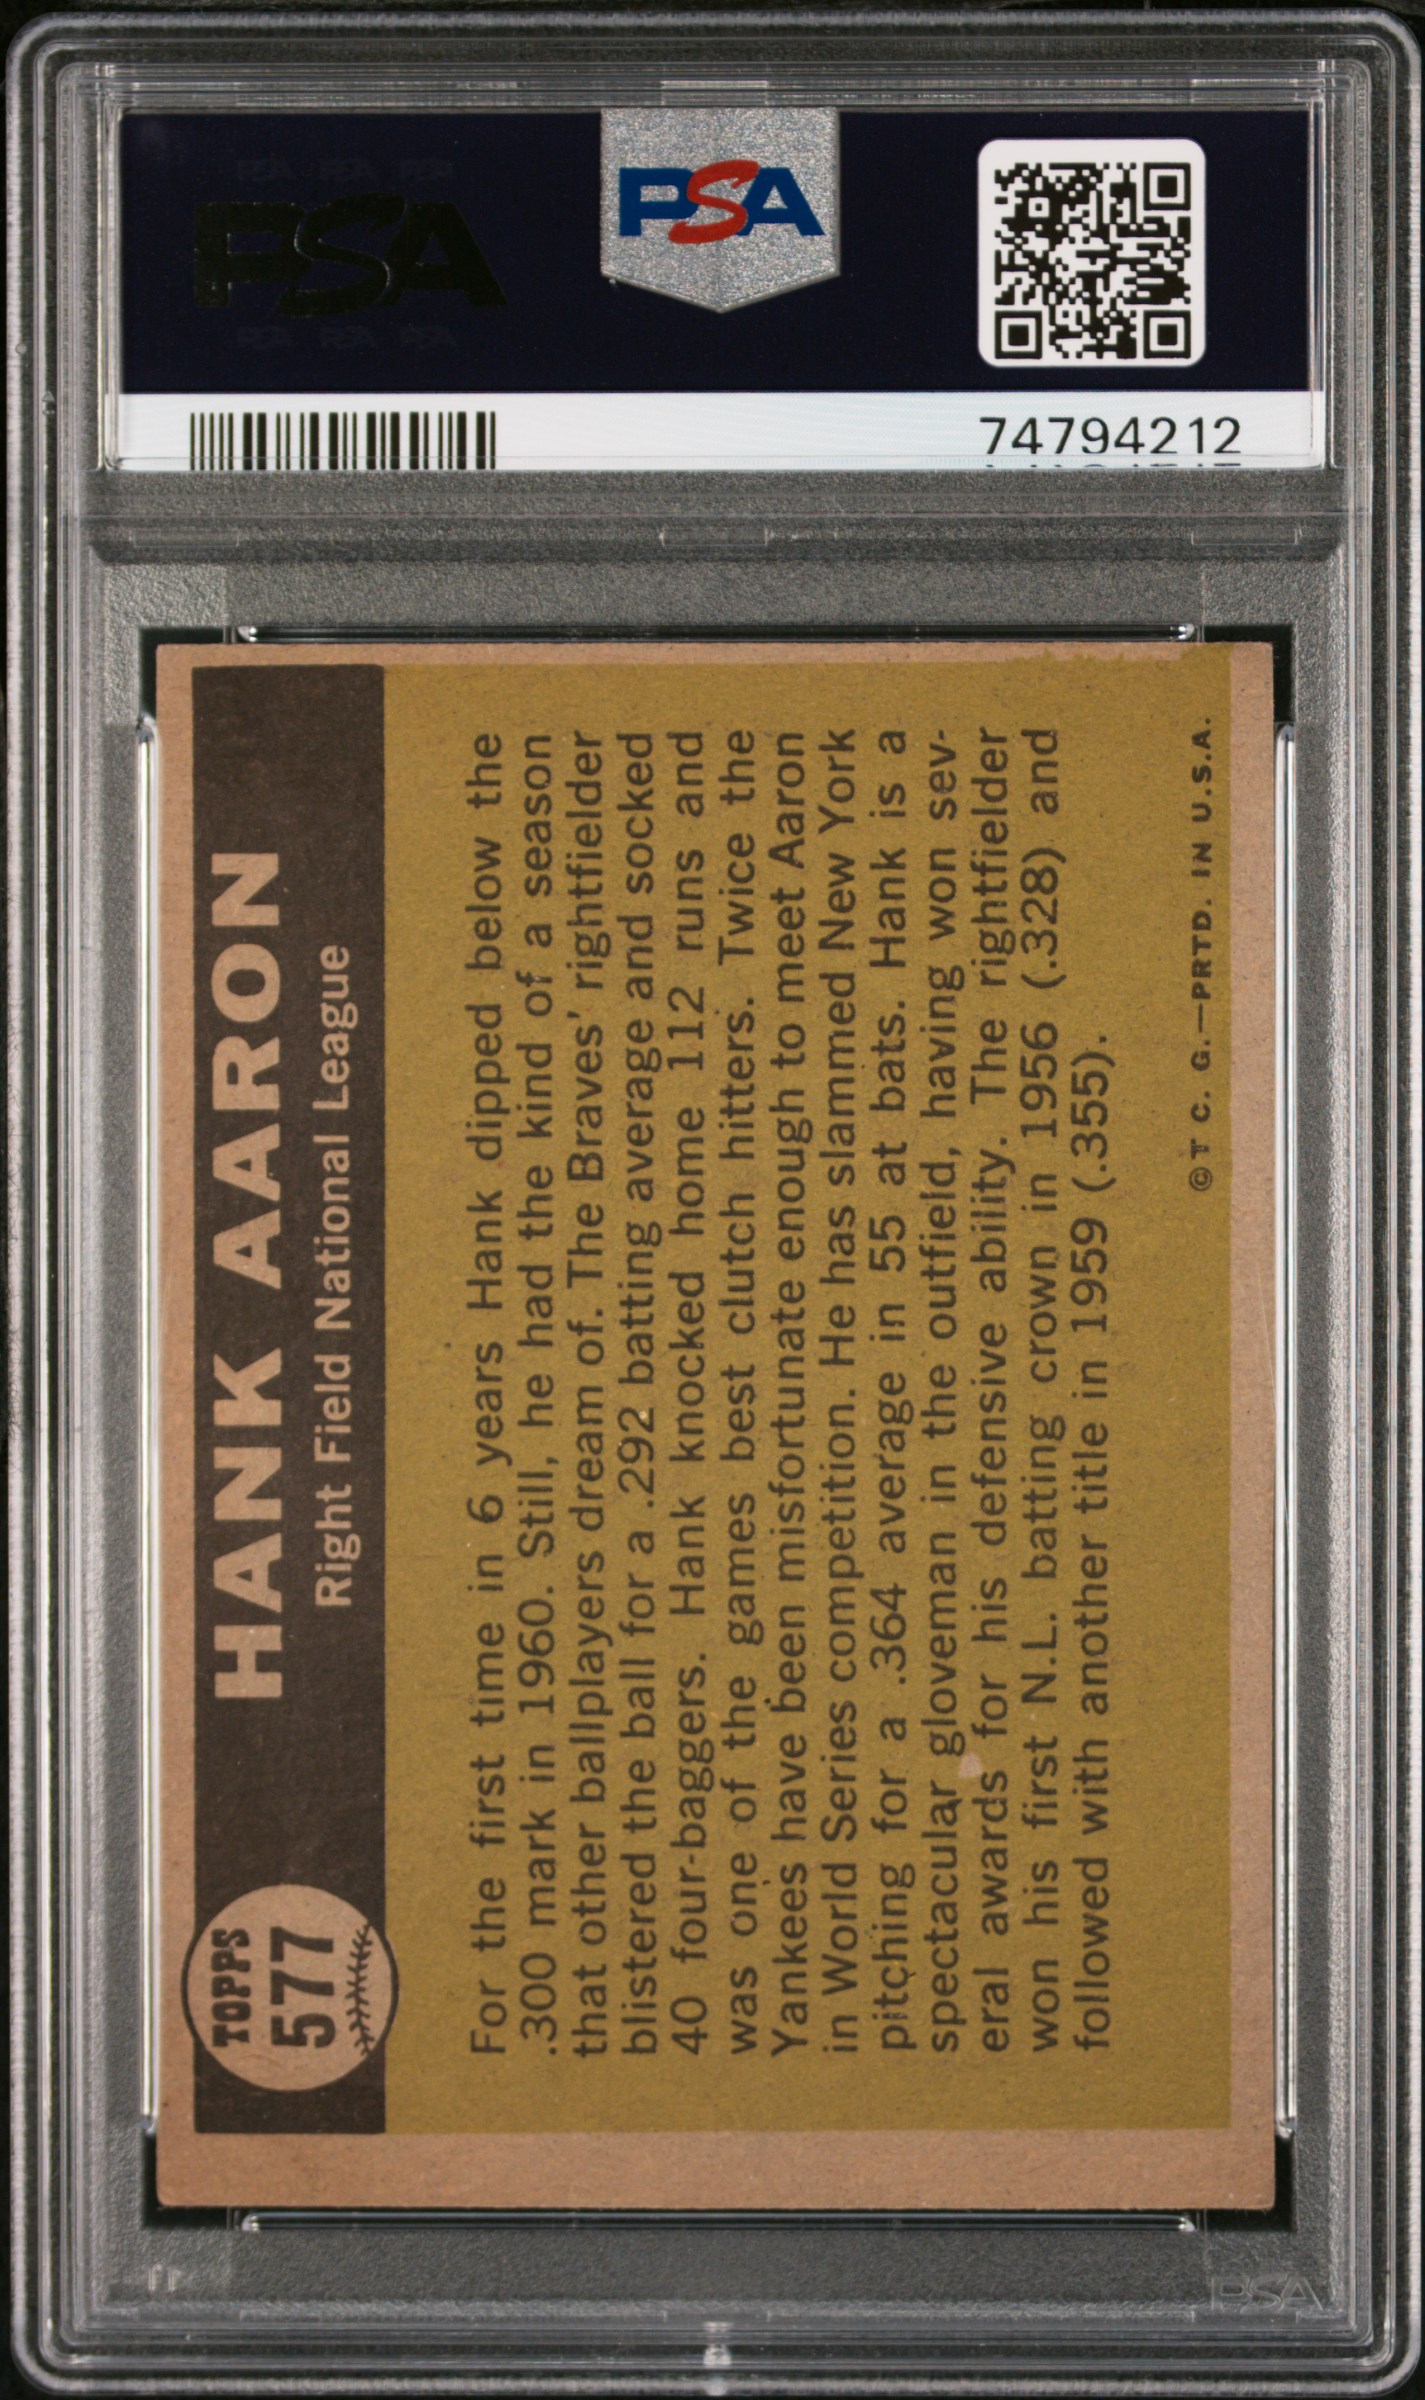 PSA PSA PSA
PSA
PSA PSA PSA
PSA
74794212
TOPPS
577
HANK AARON
Right Field National League
For the first time in 6 years Hank dipped below the
.300 mark in 1960. Still, he had the kind of a season
that other ballplayers dream of. The Braves' rightfielder
blistered the ball for a .292 batting average and socked
40 four-baggers. Hank knocked home 112 runs and
was one of the games best clutch hitters. Twice the
Yankees have been misfortunate enough to meet Aaron
in World Series competition. He has slammed New York
pitching for a .364 average in 55 at bats. Hank is a
spectacular gloveman in the outfield, having won sev-
eral awards for his defensive ability. The rightfielder
won his first N.L. batting crown in 1956 (.328) and
followed with another title in 1959 (.355).
©T C. G.—PRTD. IN U.S.A.
PSA